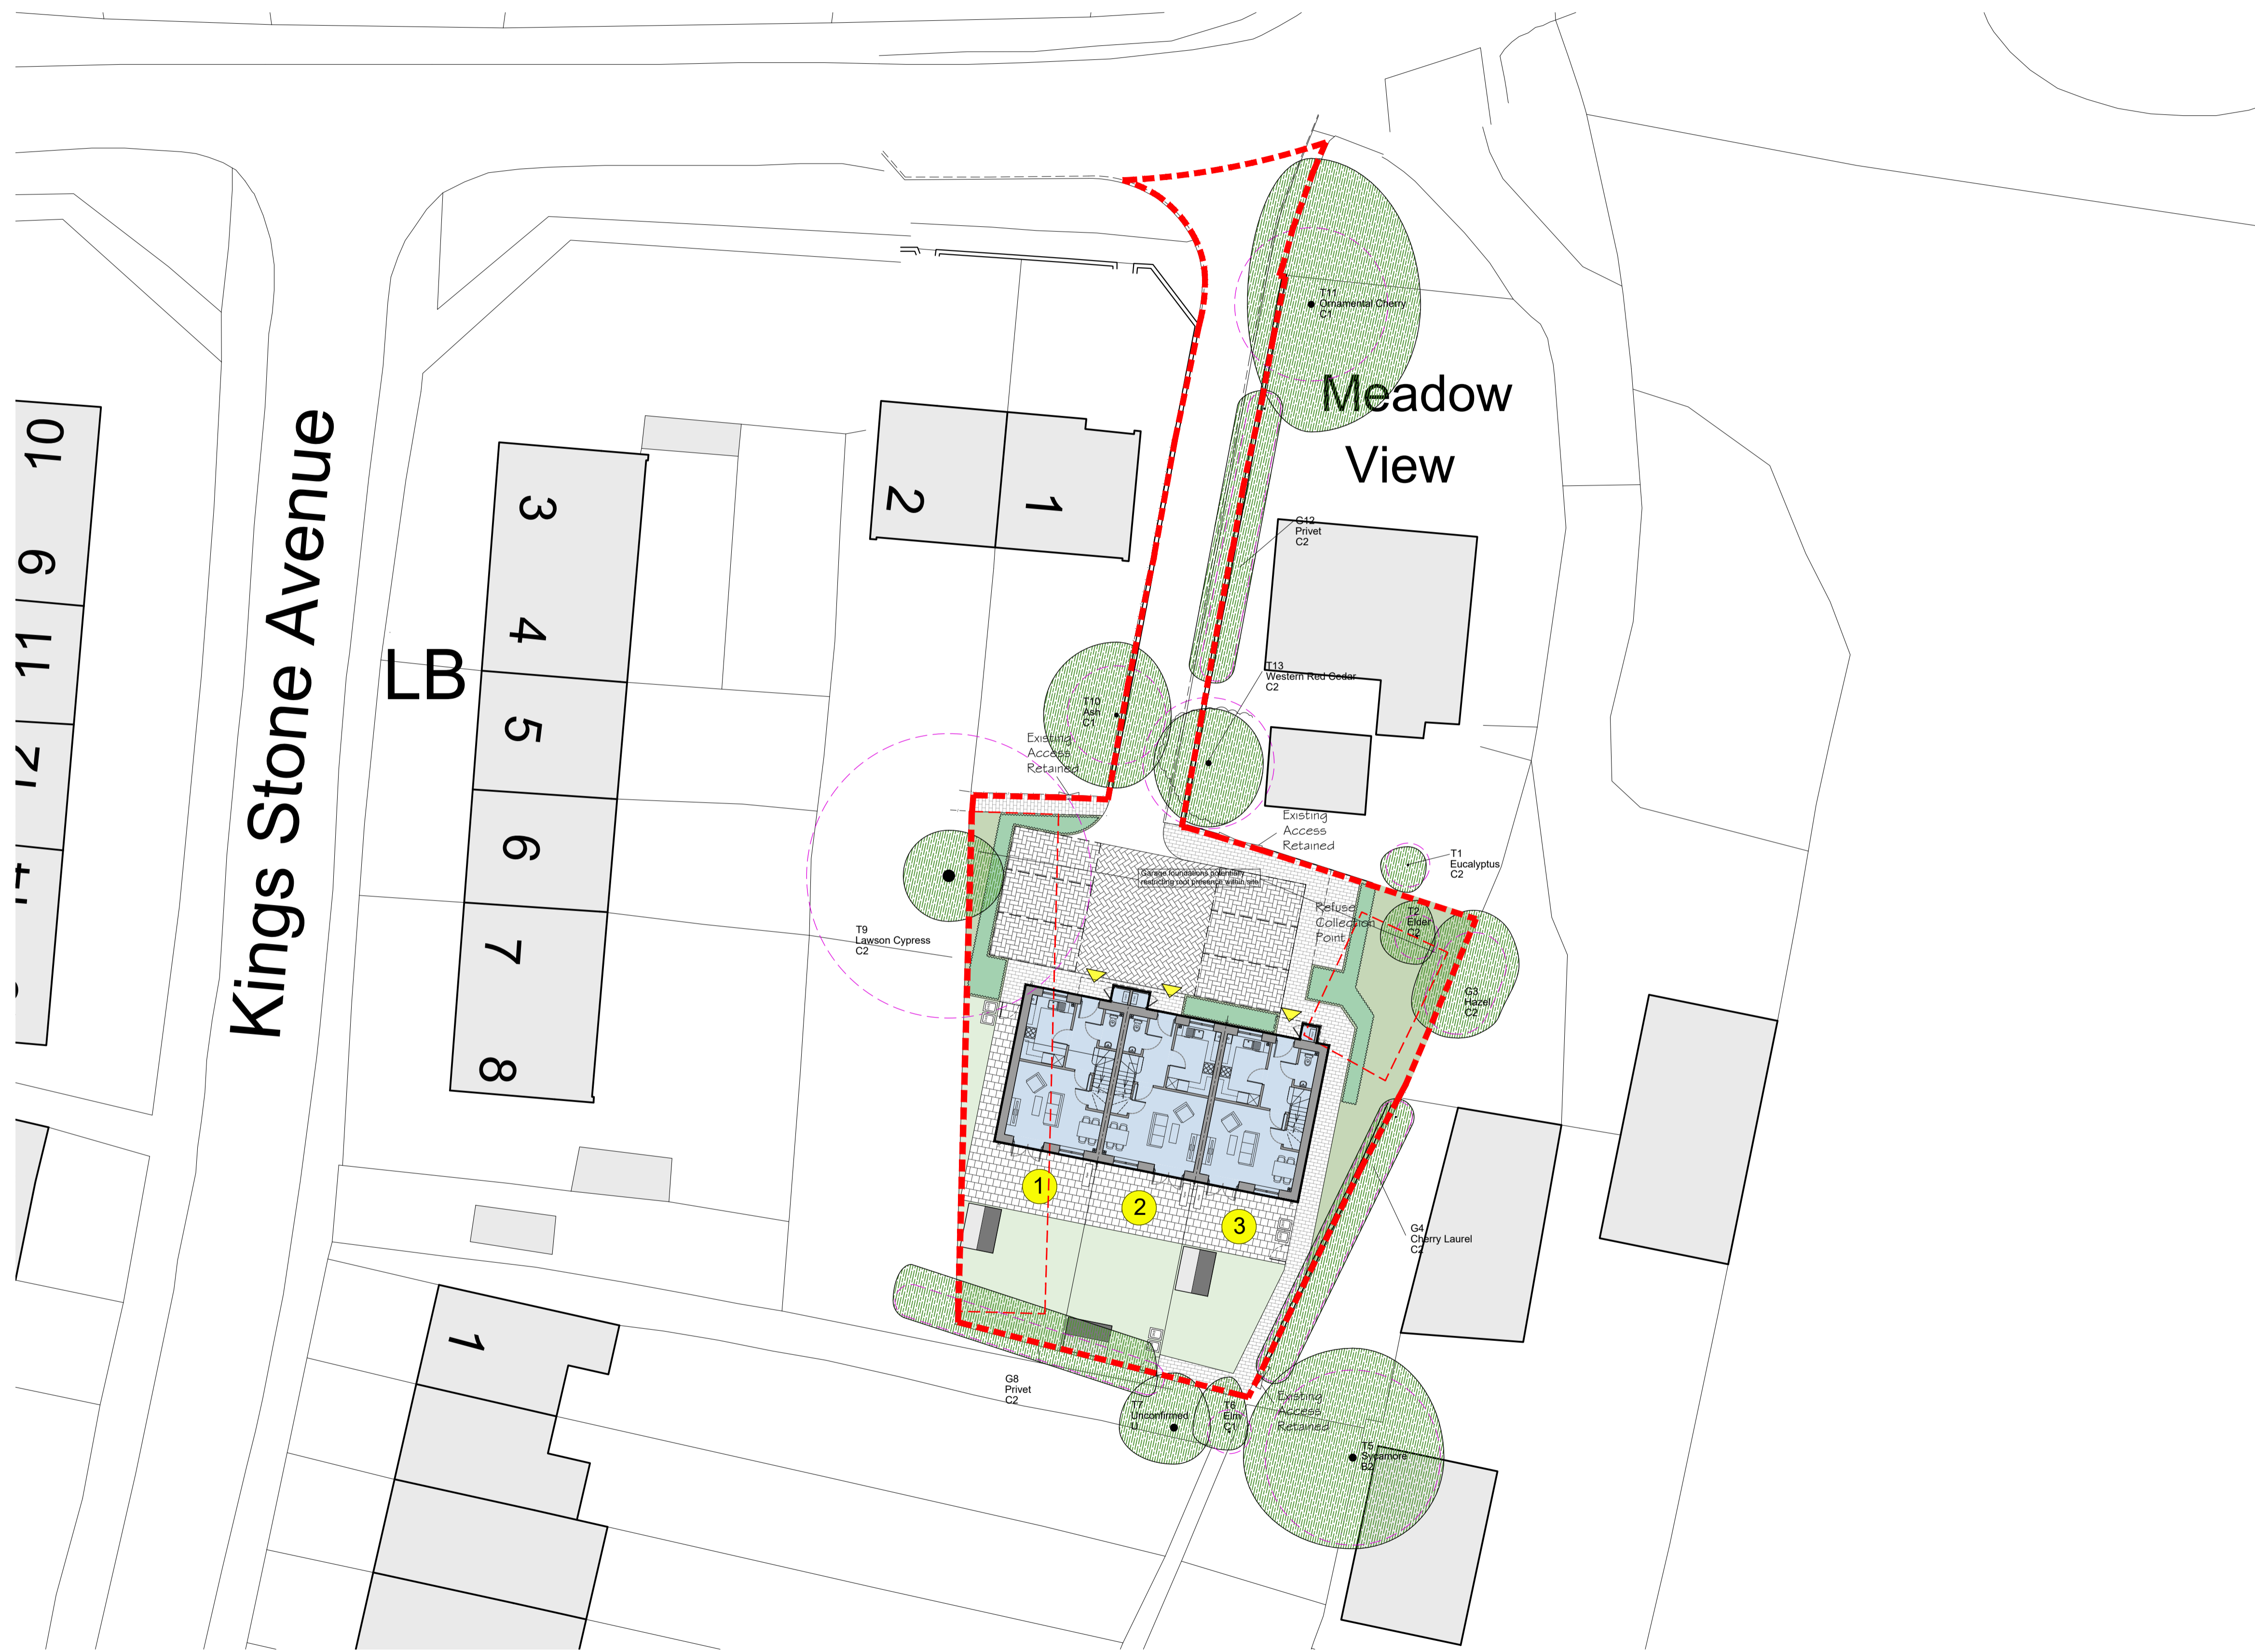 T11
Ornamental Cherry
C1
Meadow
View
10
9
11
12
Kings Stone Avenue
LB
3
4
5
6
7
8
2
1
G12
Privet
C2
T13
Western Red Cedar
C2
T10
Ash
C1
Existing
Access
Retained
Existing
Access
Retained
T1
Eucalyptus
C2
Garage foundations potentially
restricting root presence within site
Refuse
Collection
Point
T2
Elder
C2
T9
Lawson Cypress
C2
G3
Hazel
C2
1
2
3
G4
Cherry Laurel
C2
1
G8
Privet
C2
T7
Unconfirmed
U
T6
Elm
C1
Existing
Access
Retained
T5
Sycamore
B2